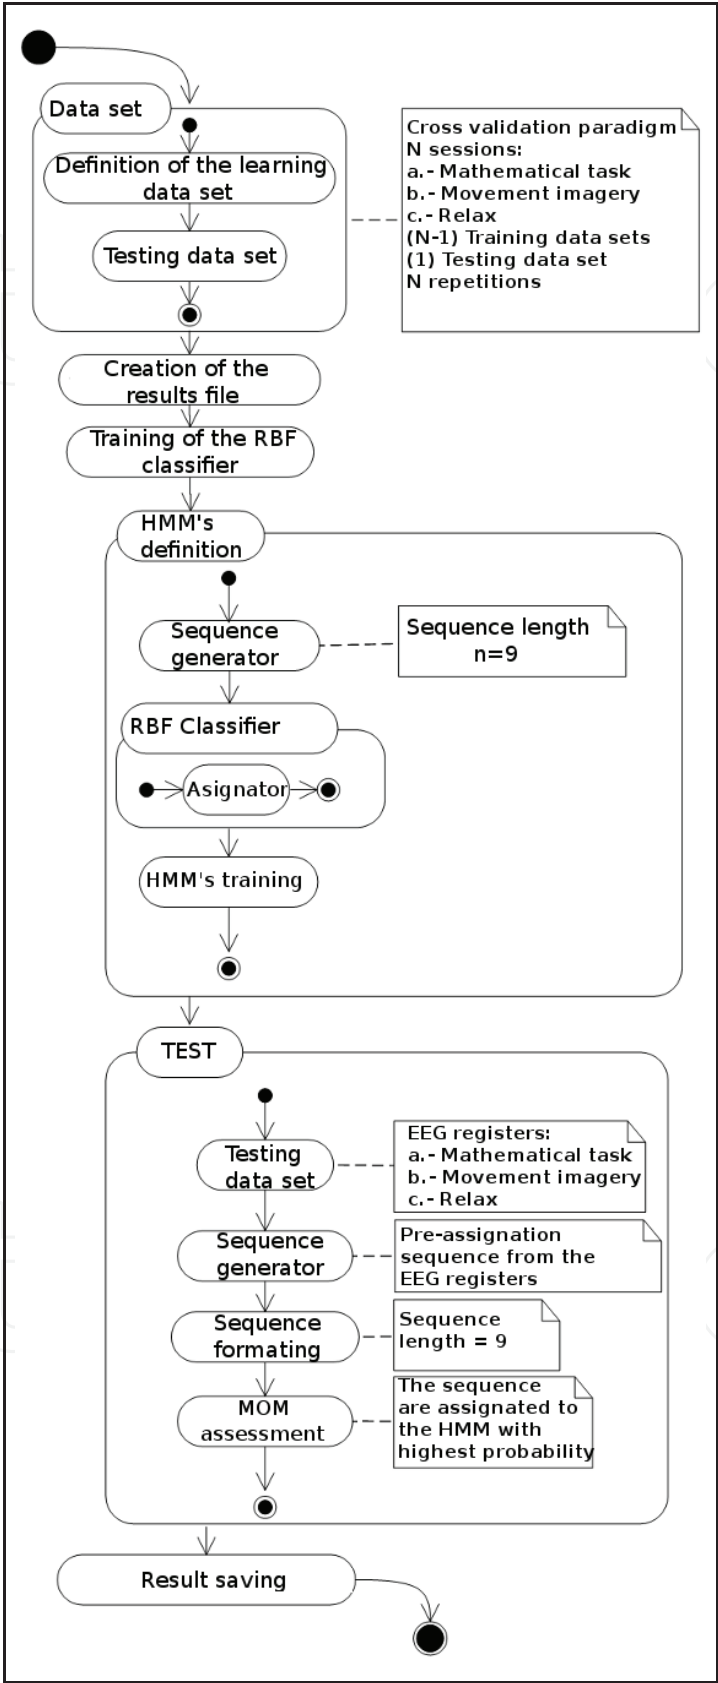 Data set
Definition of the learning
data set
Testing data set
Cross validation paradigm
N sessions:
a.- Mathematical task
b.- Movement imagery
c.- Relax
(N-1) Training data sets
(1) Testing data set
N repetitions
Creation of the
results file
Training of the RBF
classifier
HMM's
definition
Sequence
generator
Sequence length
n=9
RBF Classifier
Asignator
HMM's training
TEST
Testing
data set
EEG registers:
a.- Mathematical task
b.- Movement imagery
c.- Relax
Sequence
generator
Pre-assignation
sequence from the
EEG registers
Sequence
formating
Sequence
length = 9
MOM
assessment
The sequence
are assignated to
the HMM with
highest probability
Result saving